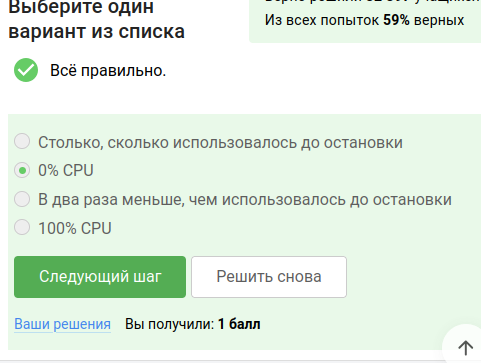 Выберите один
вариант из списка
Из всех попыток 59% верных
Всё правильно.
Столько, сколько использовалось до остановки
0% CPU
В два раза меньше, чем использовалось до остановки
100% CPU
Следующий шаг
Решить снова
Ваши решения Вы получили: 1 балл